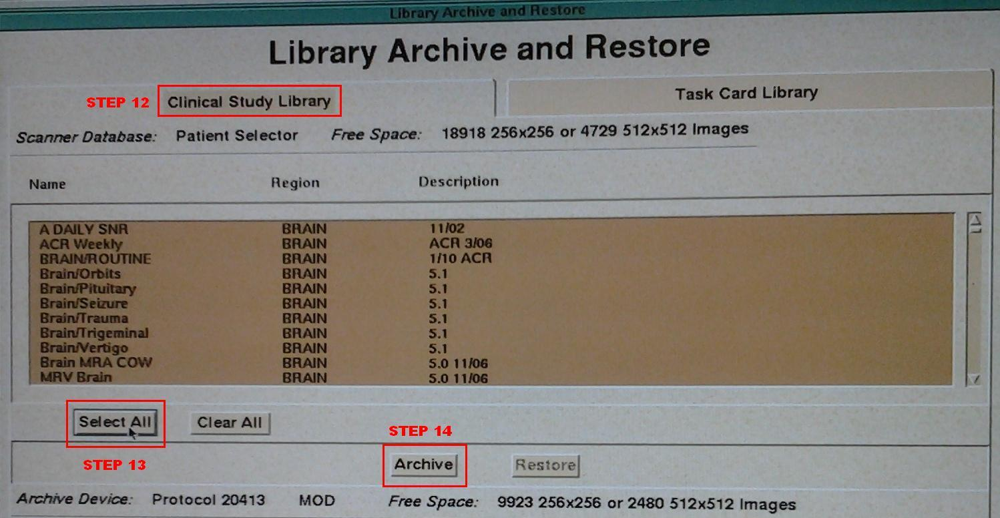 Library Archive and Restore
Library Archive and Restore
STEP 12 Clinical Study Library Task Card Library
Scanner Database: Patient Selector Free Space: 18918 256x256 or 4729 512x512 Images
Name Region Description
A DAILY SNR BRAIN 11/02
ACR Weekly BRAIN ACR 3/06
BRAIN/ROUTINE BRAIN 1/10 ACR
Brain/Orbits BRAIN 5.1
Brain/Pituitary BRAIN 5.1
Brain/Seizure BRAIN 5.1
Brain/Trauma BRAIN 5.1
Brain/Trigeminal BRAIN 5.1
Brain/Vertigo BRAIN 5.1
Brain MRA COW BRAIN 5.0 11/06
MRV Brain BRAIN 5.0 11/06
Select All Clear All STEP 14
STEP 13 Archive Restore
Archive Device: Protocol 20413 MOD Free Space: 9923 256x256 or 2480 512x512 Images